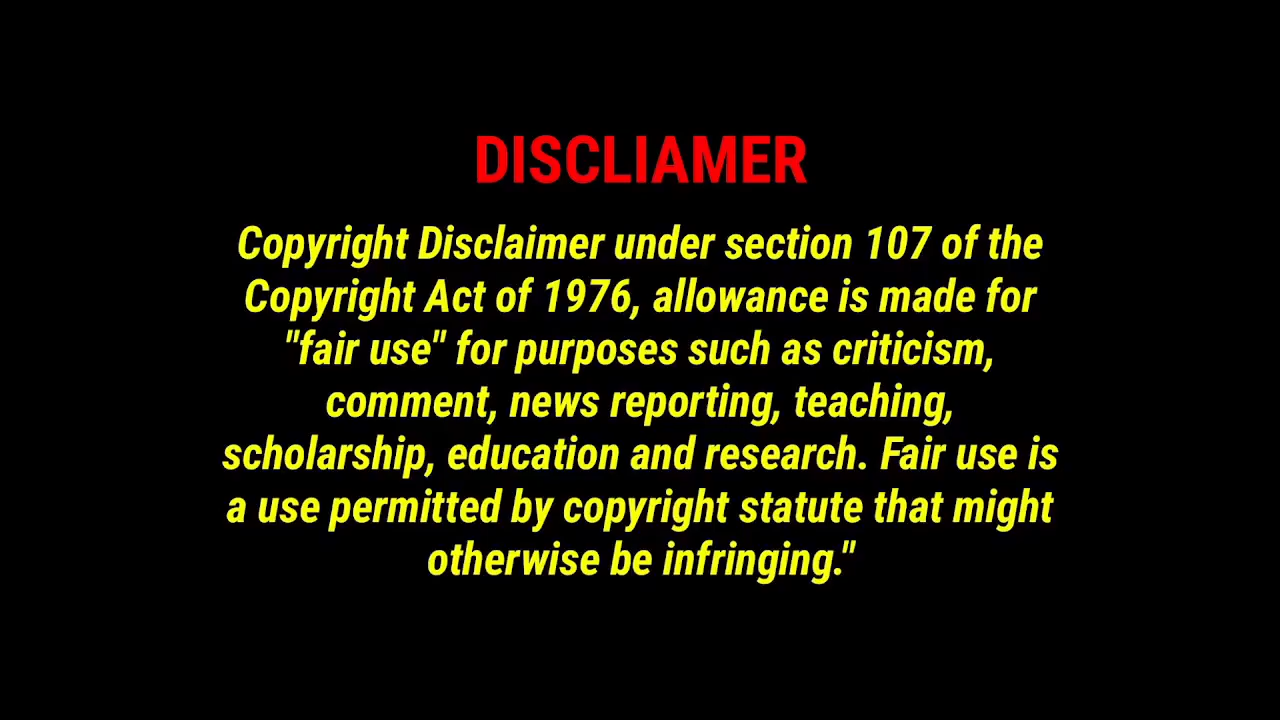 DISCLIAMER
Copyright Disclaimer under section 107 of the
Copyright Act of 1976, allowance is made for
"fair use" for purposes such as criticism,
comment, news reporting, teaching,
scholarship, education and research. Fair use is
a use permitted by copyright statute that might
otherwise be infringing."